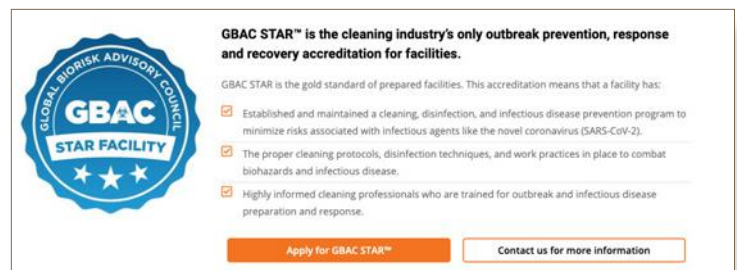 GLOBAL BIORISK ADVISORY COUNCIL
GBAC
STAR FACILITY
GBAC STAR™ is the cleaning industry's only outbreak prevention, response
and recovery accreditation for facilities.
GBAC STAR is the gold standard of prepared facilities. This accreditation means that a facility has:
Established and maintained a cleaning, disinfection, and infectious disease prevention program to
minimize risks associated with infectious agents like the novel coronavirus (SARS-CoV-2).
The proper cleaning protocols, disinfection techniques, and work practices in place to combat
biohazards and infectious disease.
Highly informed cleaning professionals who are trained for outbreak and infectious disease
preparation and response.
Apply for GBAC STAR™
Contact us for more information